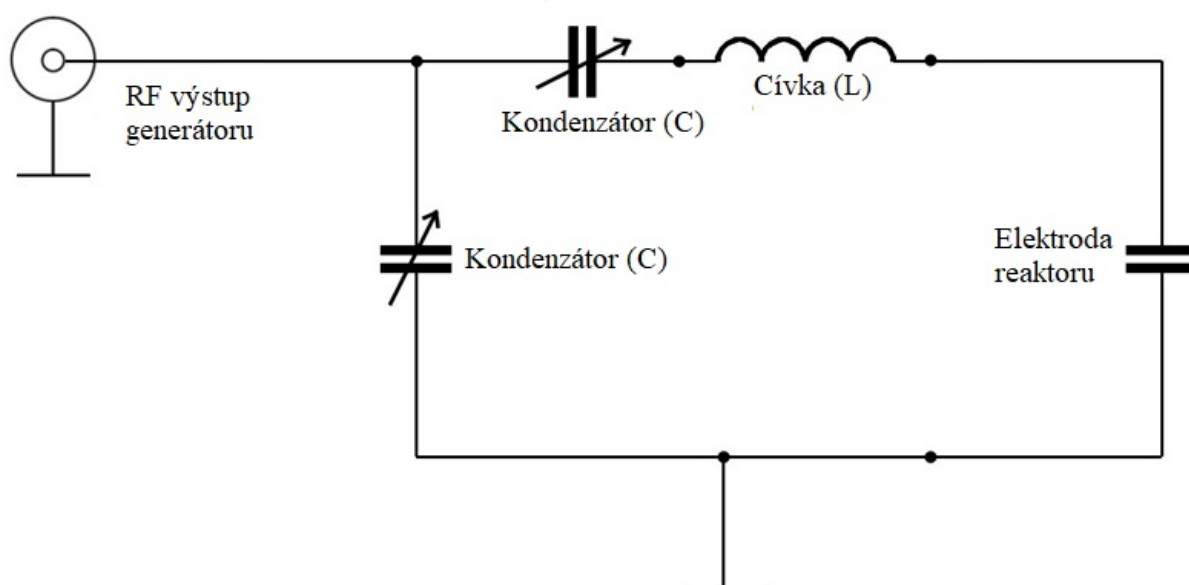 RF výstup
generátoru
Kondenzátor (C)
Cívka (L)
Kondenzátor (C)
Elektroda
reaktoru